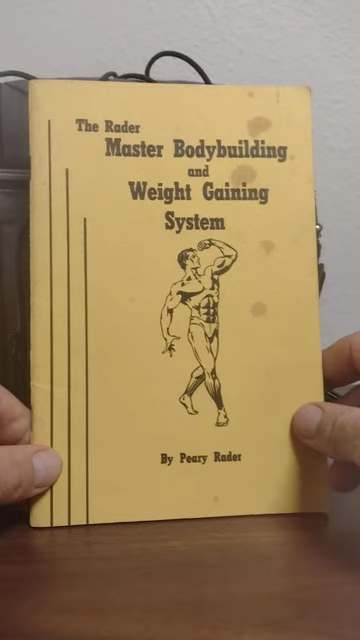 The Rader
Master Bodybuilding
and
Weight Gaining
System
By Peary Rader